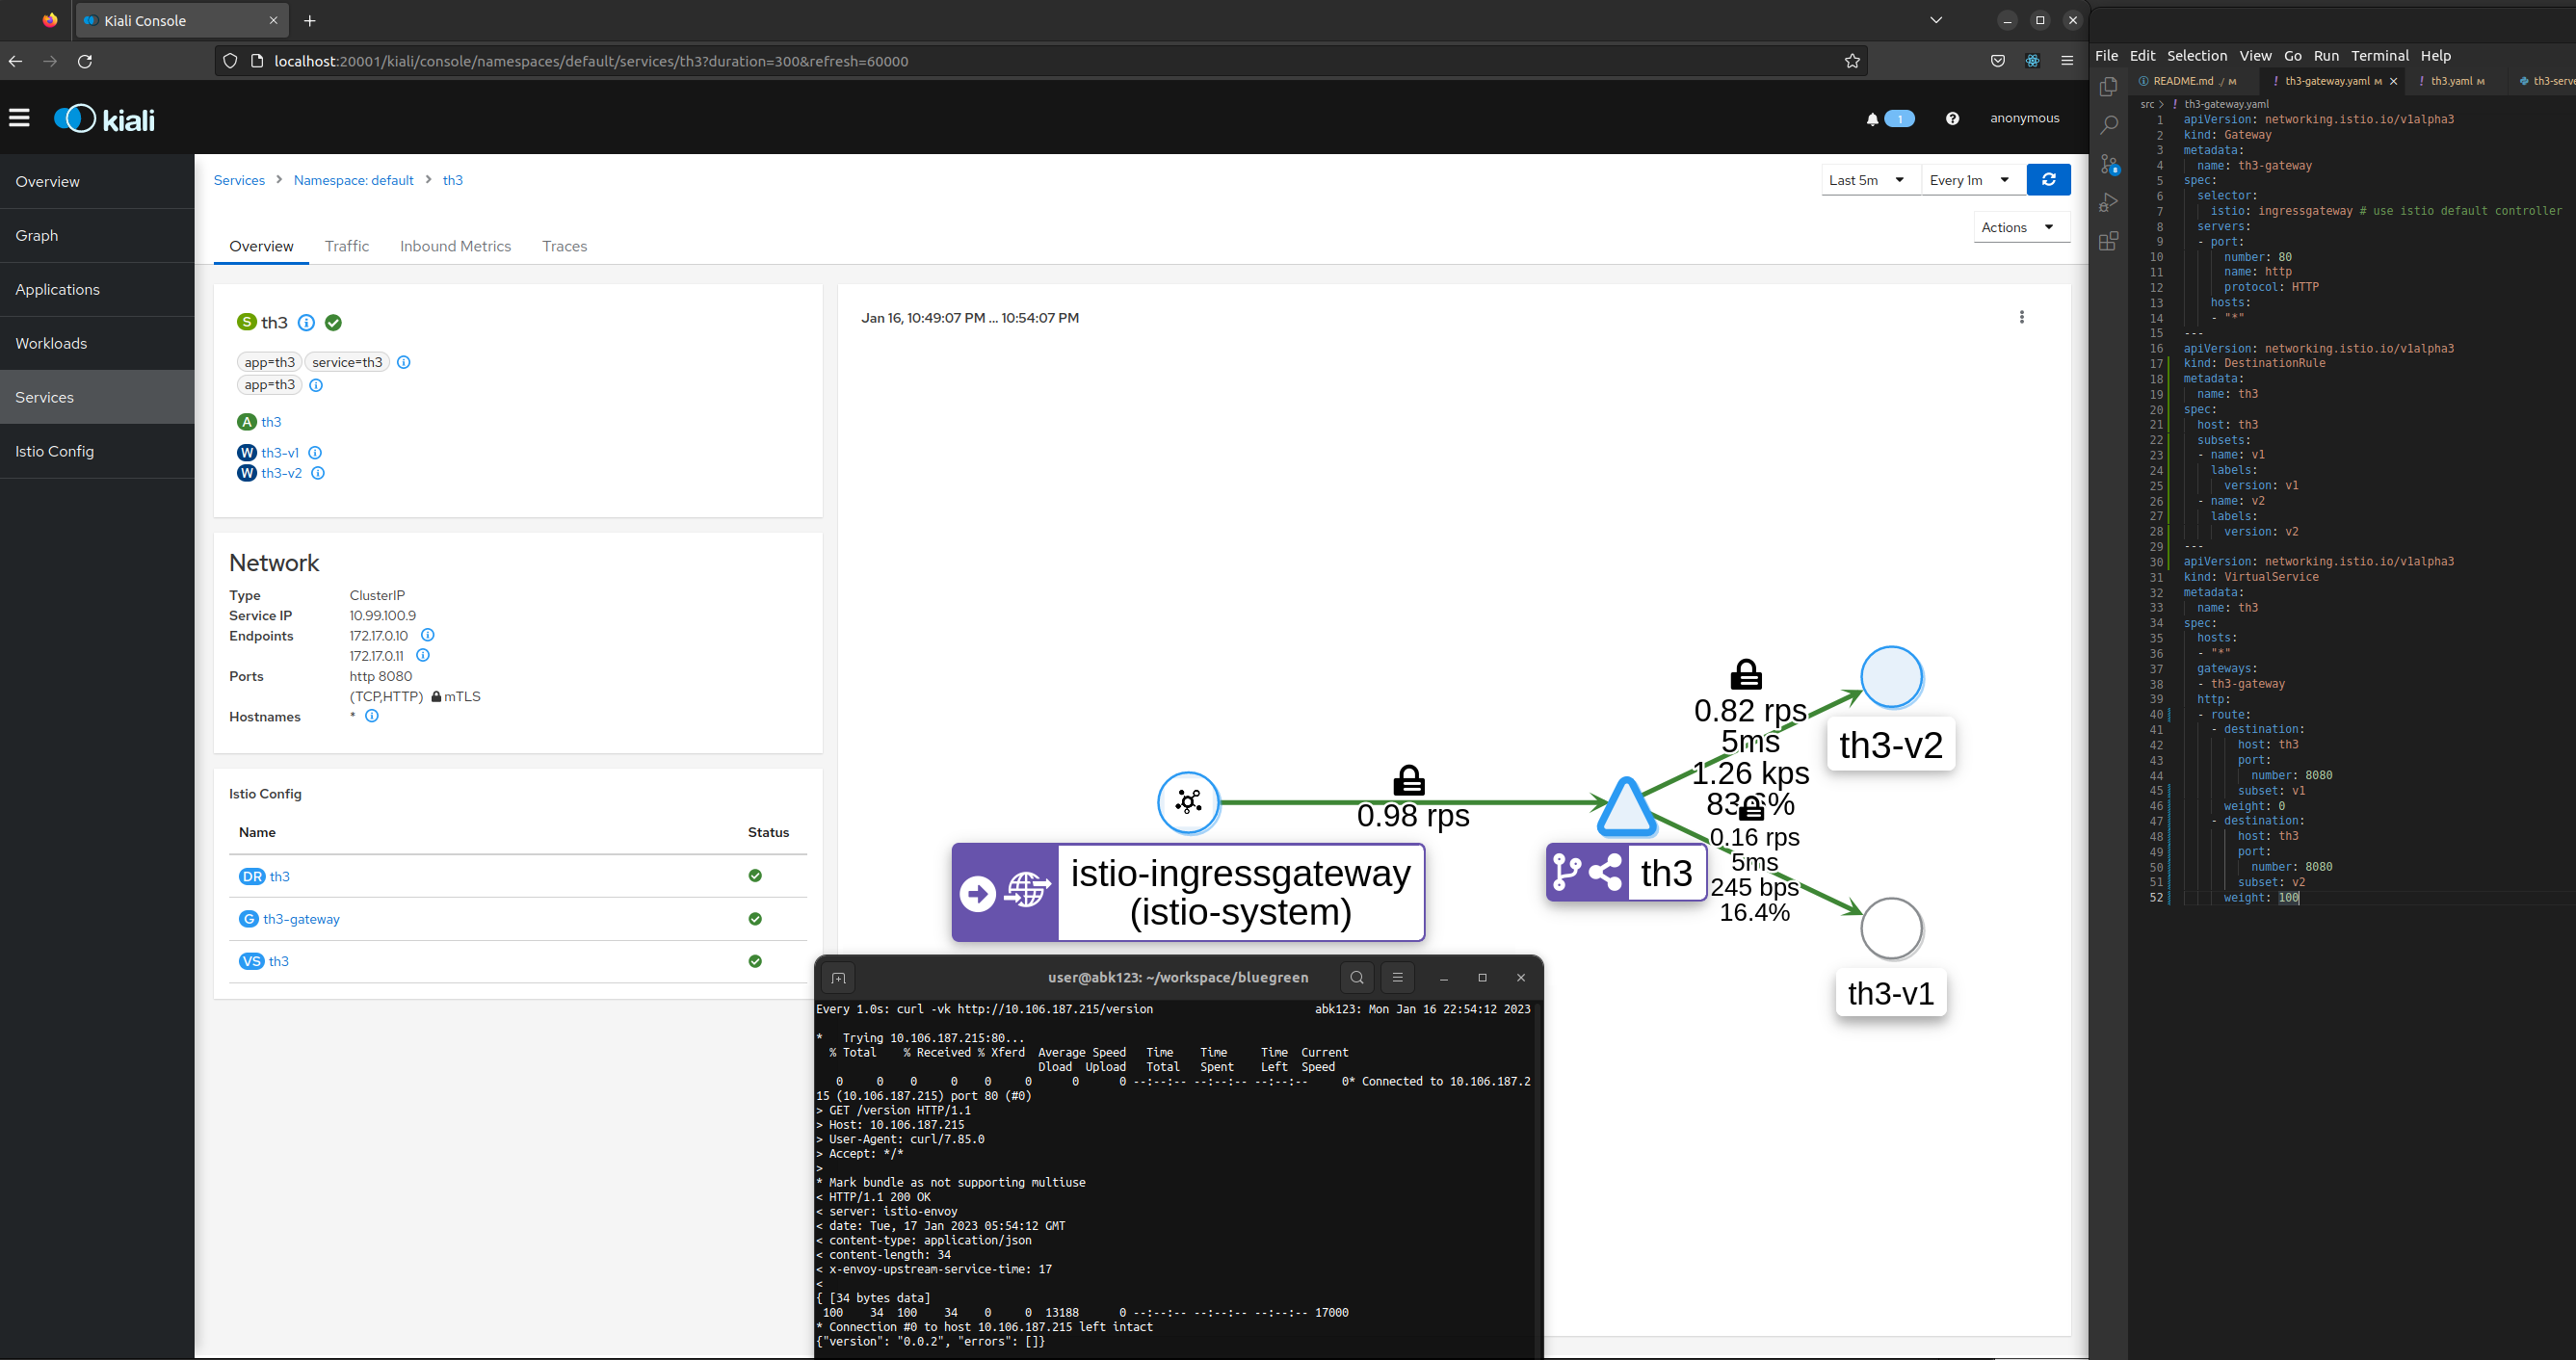 Kiali Console
localhost:20001/kiali/console/namespaces/default/services/th3?duration=300&refresh=60000
kiali
1
anonymous
Overview
Graph
Applications
Workloads
Services
Istio Config
Services > Namespace: default > th3
Last 5m
Every 1m
Actions
Overview Traffic Inbound Metrics Traces
S th3
app=th3 service=th3
app=th3
A th3
W th3-v1
W th3-v2
Network
Type ClusterIP
Service IP 10.99.100.9
Endpoints 172.17.0.10
172.17.0.11
Ports http 8080
(TCP,HTTP) mTLS
Hostnames *
Istio Config
Name Status
DR th3
G th3-gateway
VS th3
Jan 16, 10:49:07 PM ... 10:54:07 PM
0.98 rps
istio-ingressgateway
(istio-system)
th3
0.82 rps
5ms
1.26 kps
th3-v2
0.16 rps
5ms
245 bps
16.4%
th3-v1
user@abk123: ~/workspace/bluegreen
Every 1.0s: curl -vk http://10.106.187.215/version abk123: Mon Jan 16 22:54:12 2023
* Trying 10.106.187.215:80...
% Total % Received % Xferd Average Speed Time Time Time Current
Dload Upload Total Spent Left Speed
0 0 0 0 0 0 0 0 --:--:-- --:--:-- --:--:-- 0* Connected to 10.106.187.2
15 (10.106.187.215) port 80 (#0)
> GET /version HTTP/1.1
> Host: 10.106.187.215
> User-Agent: curl/7.85.0
> Accept: */*
>
* Mark bundle as not supporting multiuse
< HTTP/1.1 200 OK
< server: istio-envoy
< date: Tue, 17 Jan 2023 05:54:12 GMT
< content-type: application/json
< content-length: 34
< x-envoy-upstream-service-time: 17
<
{ [34 bytes data]
100 34 100 34 0 0 13188 0 --:--:-- --:--:-- --:--:-- 17000
* Connection #0 to host 10.106.187.215 left intact
{"version": "0.0.2", "errors": []}
File Edit Selection View Go Run Terminal Help
README.md ./ M
! th3-gateway.yaml M
! th3.yaml M
th3-serve
src > ! th3-gateway.yaml
1 apiVersion: networking.istio.io/v1alpha3
2 kind: Gateway
3 metadata:
4 name: th3-gateway
5 spec:
6 selector:
7 istio: ingressgateway # use istio default controller
8 servers:
9 - port:
10 number: 80
11 name: http
12 protocol: HTTP
13 hosts:
14 - "*"
15 ---
16 apiVersion: networking.istio.io/v1alpha3
17 kind: DestinationRule
18 metadata:
19 name: th3
20 spec:
21 host: th3
22 subsets:
23 - name: v1
24 labels:
25 version: v1
26 - name: v2
27 labels:
28 version: v2
29 ---
30 apiVersion: networking.istio.io/v1alpha3
31 kind: VirtualService
32 metadata:
33 name: th3
34 spec:
35 hosts:
36 - "*"
37 gateways:
38 - th3-gateway
39 http:
40 - route:
41 - destination:
42 host: th3
43 port:
44 number: 8080
45 subset: v1
46 weight: 0
47 - destination:
48 host: th3
49 port:
50 number: 8080
51 subset: v2
52 weight: 100